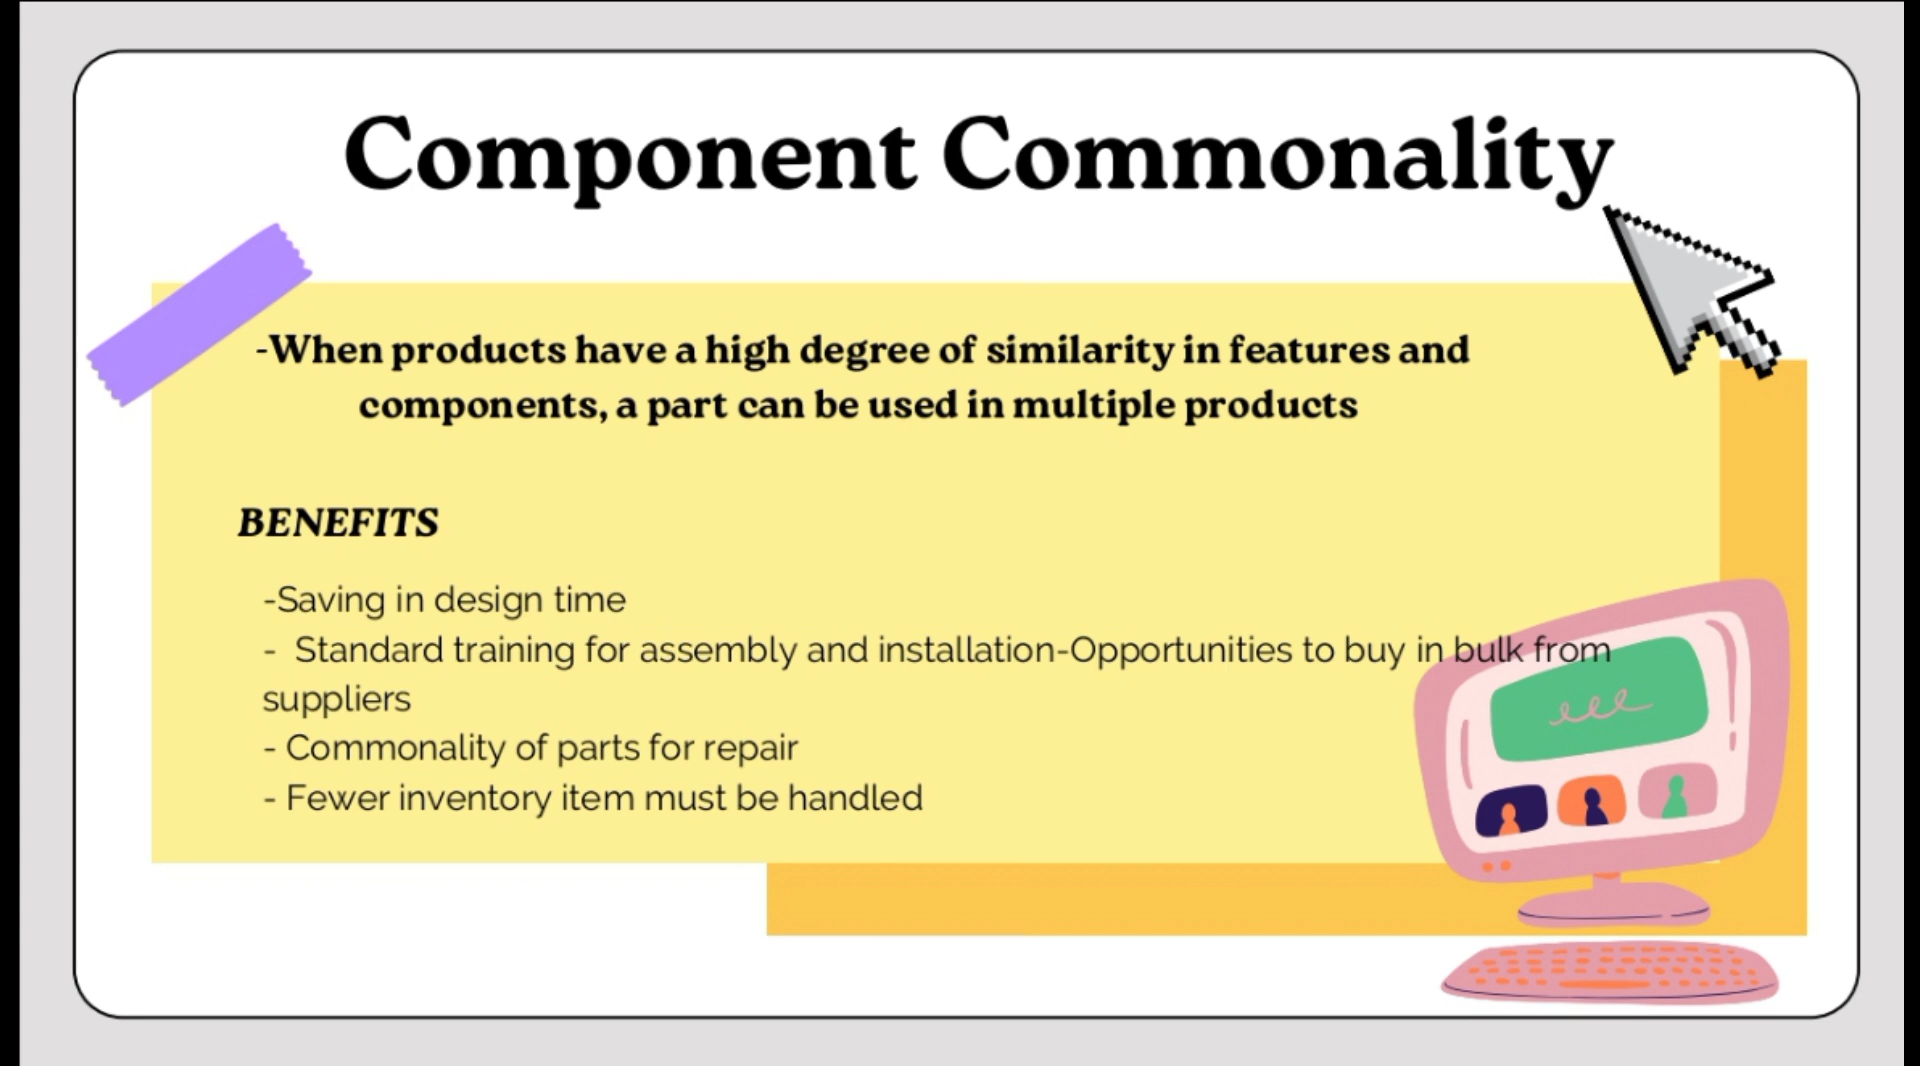 Component Commonality
-When products have a high degree of similarity in features and
components, a part can be used in multiple products
BENEFITS
-Saving in design time
-  Standard training for assembly and installation-Opportunities to buy in bulk from
suppliers
- Commonality of parts for repair
- Fewer inventory item must be handled